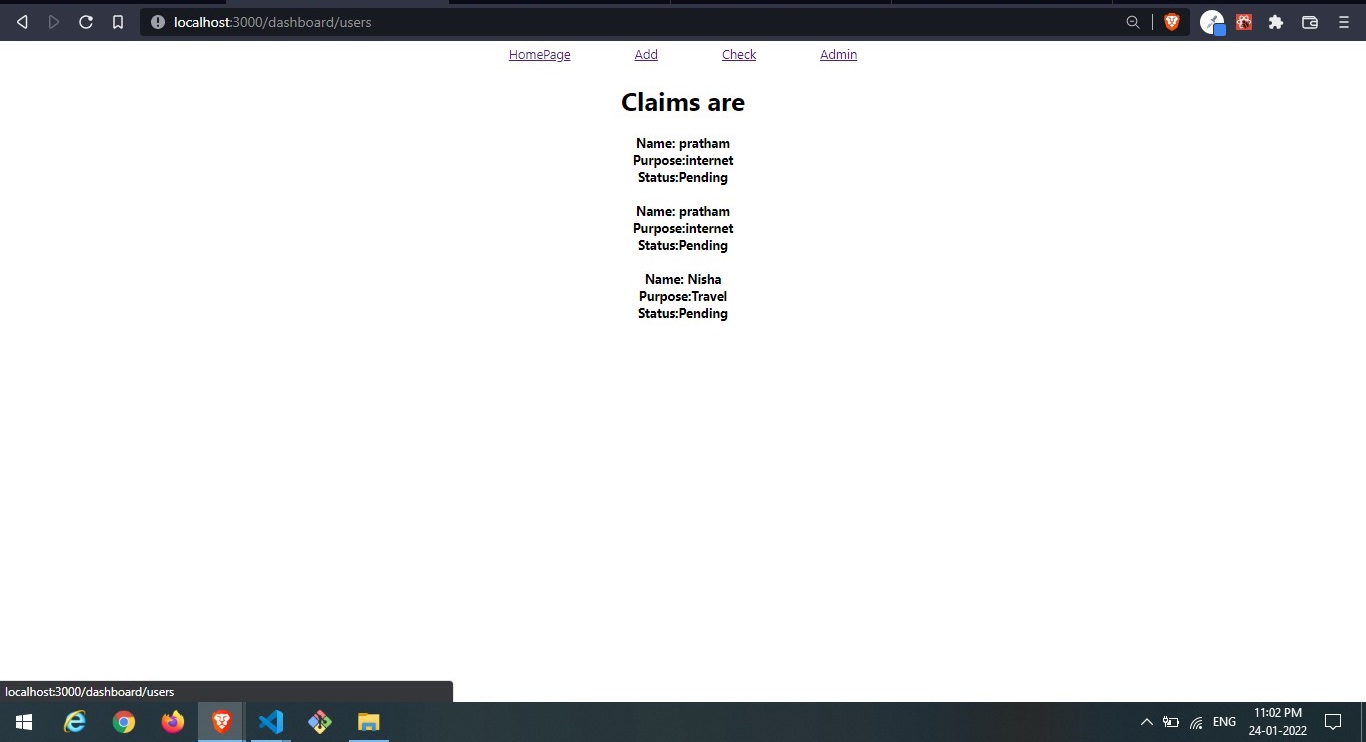 localhost:3000/dashboard/users
HomePage Add Check Admin
Claims are
Name: pratham
Purpose:internet
Status:Pending
Name: pratham
Purpose:internet
Status:Pending
Name: Nisha
Purpose:Travel
Status:Pending
localhost:3000/dashboard/users
ENG
11:02 PM
24-01-2022